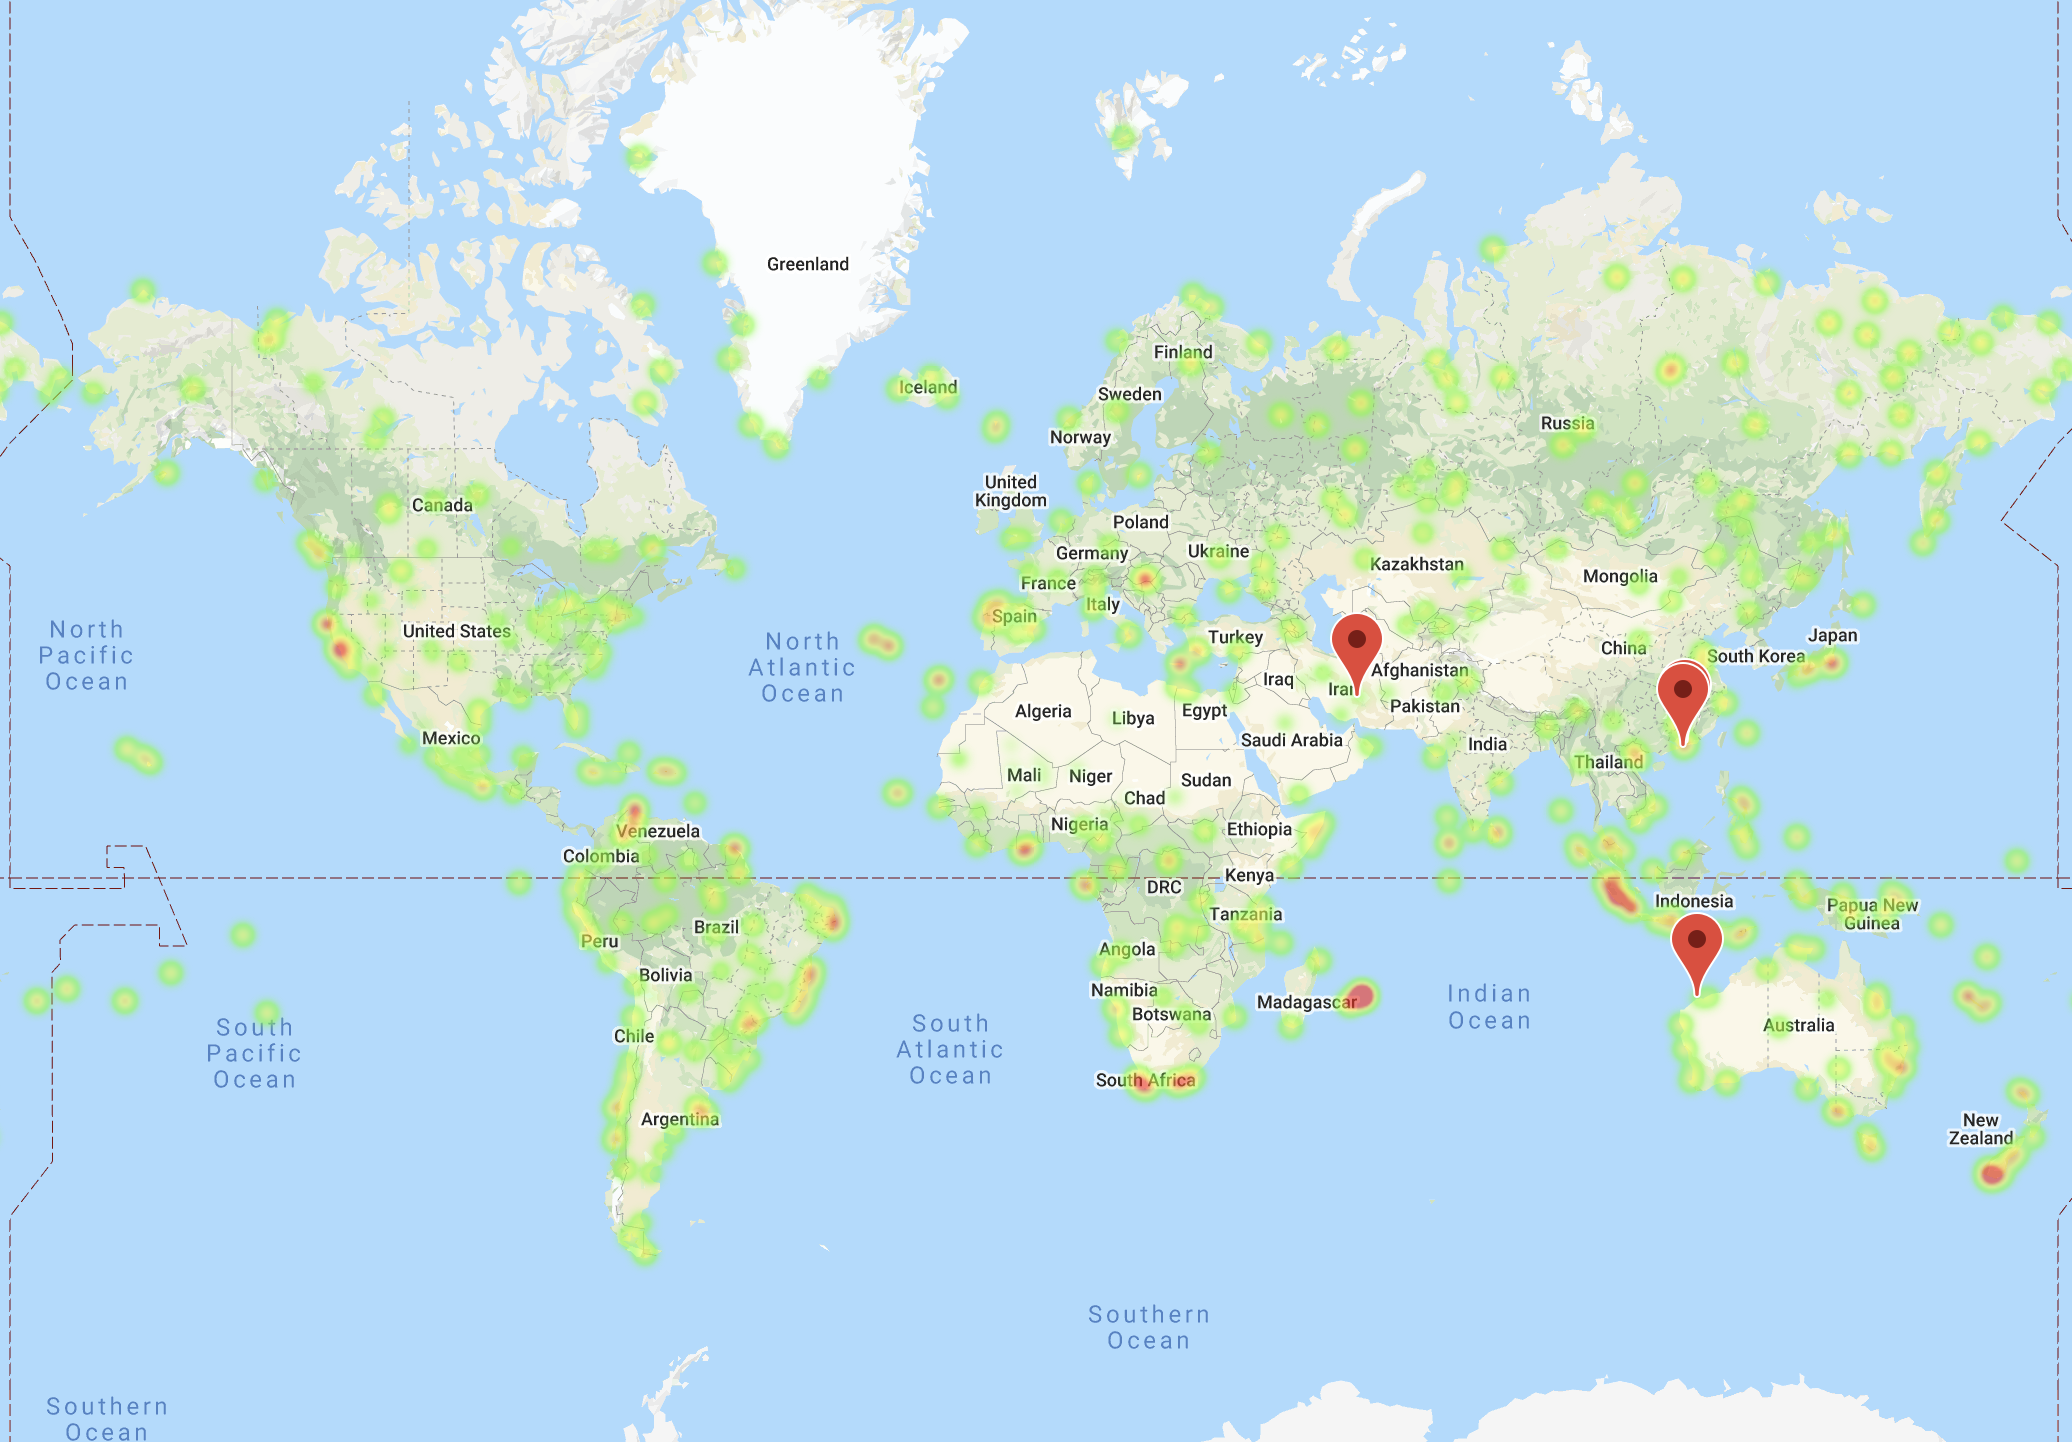 Greenland
Iceland
Finland
Sweden
Norway
Russia
United
Kingdom
Canada
Poland
Germany
Ukraine
Kazakhstan
France
Mongolia
Italy
Spain
United States
Turkey
China
Japan
South Korea
North
Pacific
Ocean
North
Atlantic
Ocean
Afghanistan
Iraq
Iran
Pakistan
Algeria
Libya
Egypt
Mexico
Saudi Arabia
India
Thailand
Mali
Niger
Sudan
Chad
Nigeria
Ethiopia
Venezuela
Colombia
DRC
Kenya
Indonesia
Papua New
Guinea
Tanzania
Brazil
Peru
Angola
Bolivia
Namibia
Madagascar
Botswana
Indian
Ocean
Australia
Chile
South
Pacific
Ocean
South
Atlantic
Ocean
South Africa
Argentina
New
Zealand
Southern
Ocean
Southern
Ocean